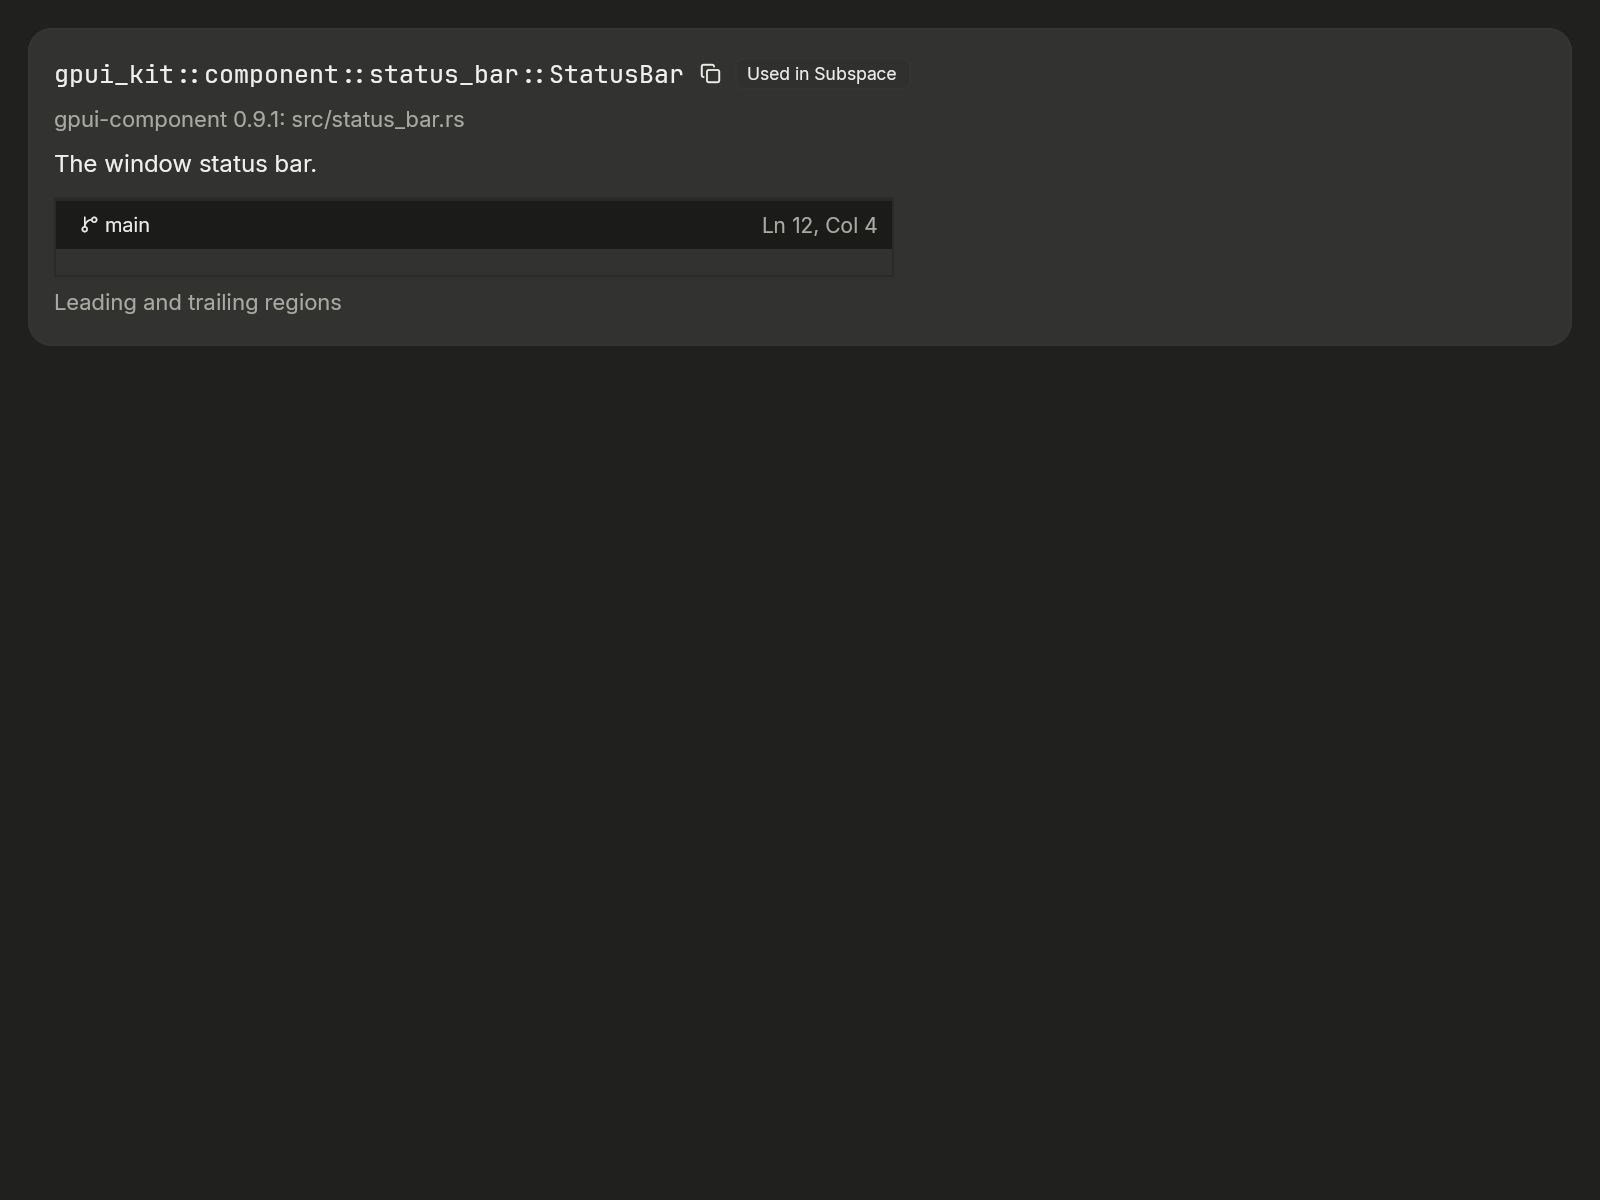 gpui_kit::component::status_bar::StatusBar Used in Subspace
gpui-component 0.9.1: src/status_bar.rs
The window status bar.
main Ln 12, Col 4
Leading and trailing regions